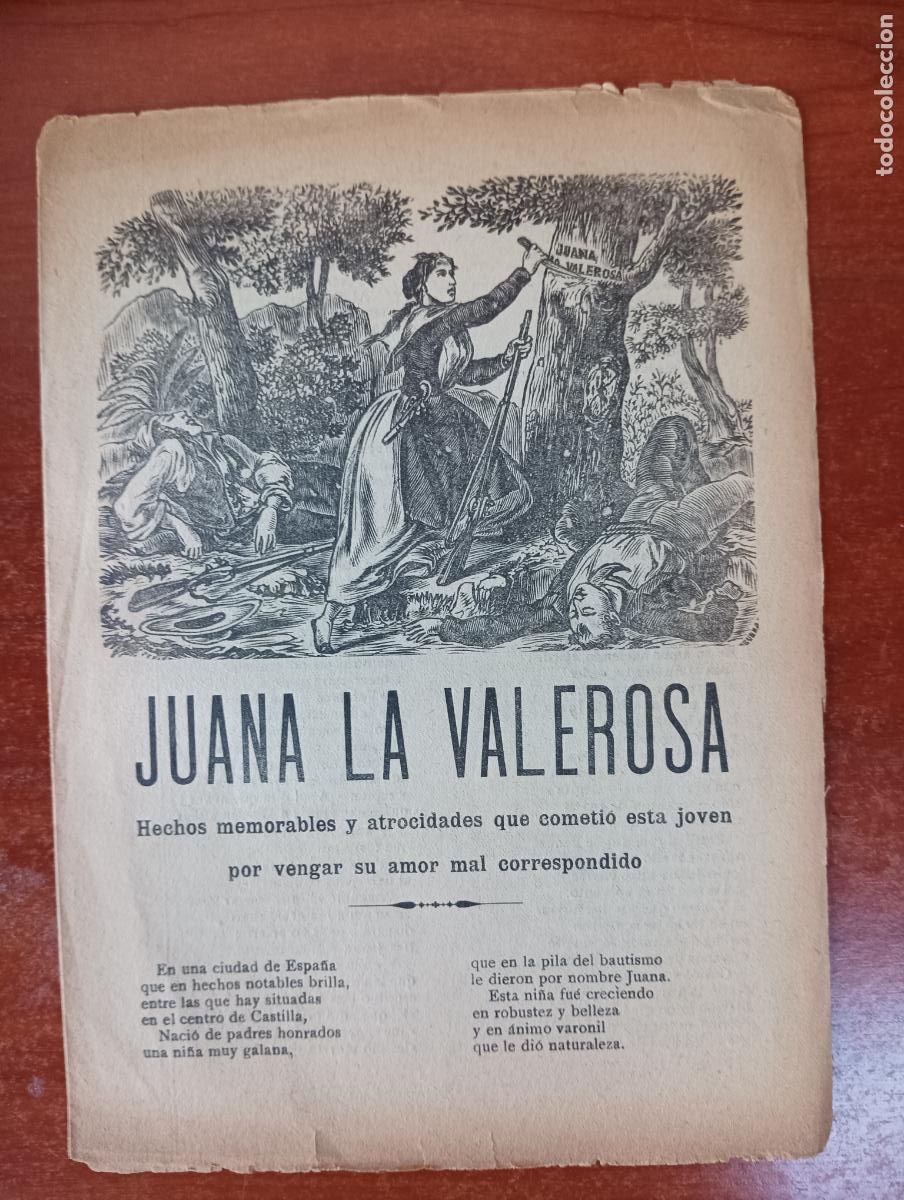 todocoleccion
JUANA
LA VALEROSA
JUANA LA VALEROSA
Hechos memorables y atrocidades que cometió esta joven
por vengar su amor mal correspondido
En una ciudad de España
que en hechos notables brilla,
entre las que hay situadas
en el centro de Castilla,
Nació de padres honrados
una niña muy galana,
que en la pila del bautismo
le dieron por nombre Juana.
Esta niña fué creciendo
en robustez y belleza
y en ánimo varonil
que le dió naturaleza.